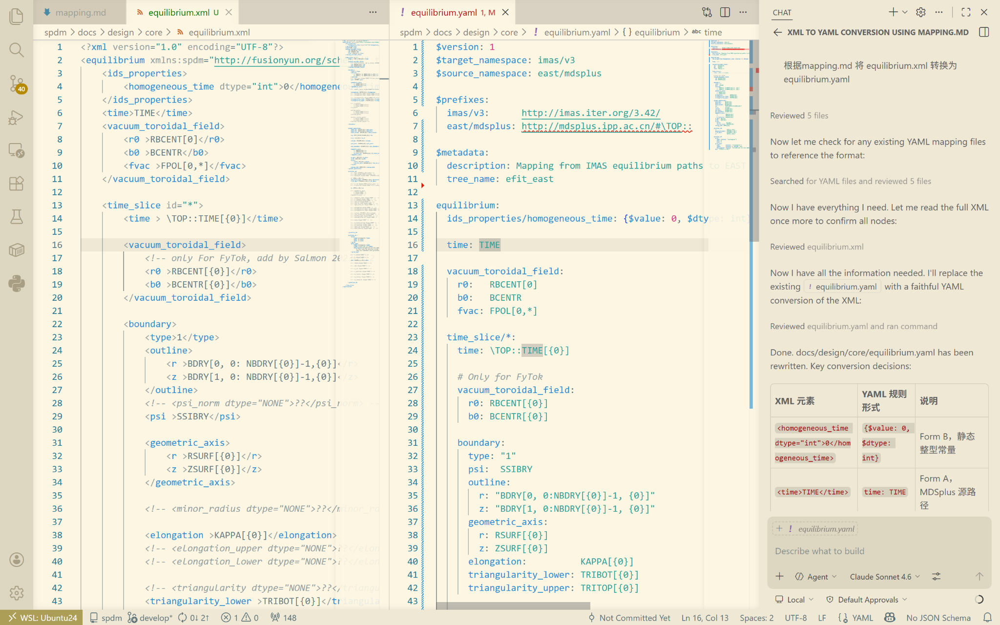 mapping.md
equilibrium.xml U
equilibrium.yaml 1, M
spdm > docs > design > core > equilibrium.xml
spdm > docs > design > core > ! equilibrium.yaml > {} equilibrium > abc time
1 <?xml version="1.0" encoding="UTF-8"?>
2 <equilibrium xmlns:spdm="http://fusionyun.org/sch
3 <ids_properties>
4 <homogeneous_time dtype="int">0</homogene
5 </ids_properties>
6 <time>TIME</time>
7 <vacuum_toroidal_field>
8 <r0 >RBCENT[0]</r0>
9 <b0 >BCENTR</b0>
10 <fvac >FPOL[0,*]</fvac>
11 </vacuum_toroidal_field>
12
13 <time_slice id="*">
14 <time > \TOP::TIME[{0}]</time>
15
16 <vacuum_toroidal_field>
17 <!-- only For FyTok, add by Salmon 20
18 <r0 >RBCENT[{0}]</r0>
19 <b0 >BCENTR[{0}]</b0>
20 </vacuum_toroidal_field>
21
22 <boundary>
23 <type>1</type>
24 <outline>
25 <r >BDRY[0, 0: NBDRY[{0}]-1,{0}]</r>
26 <z >BDRY[1, 0: NBDRY[{0}]-1,{0}]</z>
27 </outline>
28 <!-- <psi_norm dtype="NONE">??</psi_norm> --
29 <psi >SSIBRY</psi>
30
31 <geometric_axis>
32 <r >RSURF[{0}]</r>
33 <z >ZSURF[{0}]</z>
34 </geometric_axis>
35
36 <!-- <minor_radius dtype="NONE">??</minor_ra
37
38 <elongation >KAPPA[{0}]</elongation>
39 <!-- <elongation_upper dtype="NONE">??</elon
40 <!-- <elongation_lower dtype="NONE">??</elon
41
42 <!-- <triangularity dtype="NONE">??</triangu
43 <triangularity_lower >TRIBOT[{0}]</triangula
1 $version: 1
2 $target_namespace: imas/v3
3 $source_namespace: east/mdsplus
4
5 $prefixes:
6 imas/v3: http://imas.iter.org/3.42/
7 east/mdsplus: http://mdsplus.ipp.ac.cn/#\TOP::
8
9 $metadata:
10 description: Mapping from IMAS equilibrium paths to EAST
11 tree_name: efit_east
12
13 equilibrium:
14 ids_properties/homogeneous_time: {$value: 0, $dtype: int}
15
16 time: TIME
17
18 vacuum_toroidal_field:
19 r0: RBCENT[0]
20 b0: BCENTR
21 fvac: FPOL[0,*]
22
23 time_slice/*:
24 time: \TOP::TIME[{0}]
25
26 # Only for FyTok
27 vacuum_toroidal_field:
28 r0: RBCENT[{0}]
29 b0: BCENTR[{0}]
30
31 boundary:
32 type: "1"
33 psi: SSIBRY
34 outline:
35 r: "BDRY[0, 0:NBDRY[{0}]-1, {0}]"
36 z: "BDRY[1, 0:NBDRY[{0}]-1, {0}]"
37 geometric_axis:
38 r: RSURF[{0}]
39 z: ZSURF[{0}]
40 elongation: KAPPA[{0}]
41 triangularity_lower: TRIBOT[{0}]
42 triangularity_upper: TRITOP[{0}]
43
CHAT
XML TO YAML CONVERSION USING MAPPING.MD
根据mapping.md 将 equilibrium.xml 转换为
equilibrium.yaml
Reviewed 5 files
Now let me check for any existing YAML mapping files
to reference the format:
Searched for YAML files and reviewed 5 files
Now I have everything I need. Let me read the full XML
once more to confirm all nodes:
Reviewed equilibrium.xml
Now I have all the information needed. I'll replace the
existing ! equilibrium.yaml with a faithful YAML
conversion of the XML:
Reviewed equilibrium.yaml and ran command
Done. docs/design/core/equilibrium.yaml has been
rewritten. Key conversion decisions:
XML 元素
YAML 规则
形式
说明
<homogeneous_time
dtype="int">0</hom
ogeneous_time>
{$value: 0,
$dtype:
int}
Form B，静态
整型常量
<time>TIME</time>
time: TIME
Form A，
MDSplus 源路
径
+ ! equilibrium.yaml
Describe what to build
Agent
Claude Sonnet 4.6
Local
Default Approvals
40
WSL: Ubuntu24
spdm
develop*
0↓ 2↑
1
0
148
Not Committed Yet
Ln 16, Col 13
Spaces: 2
UTF-8
LF
YAML
No JSON Schema